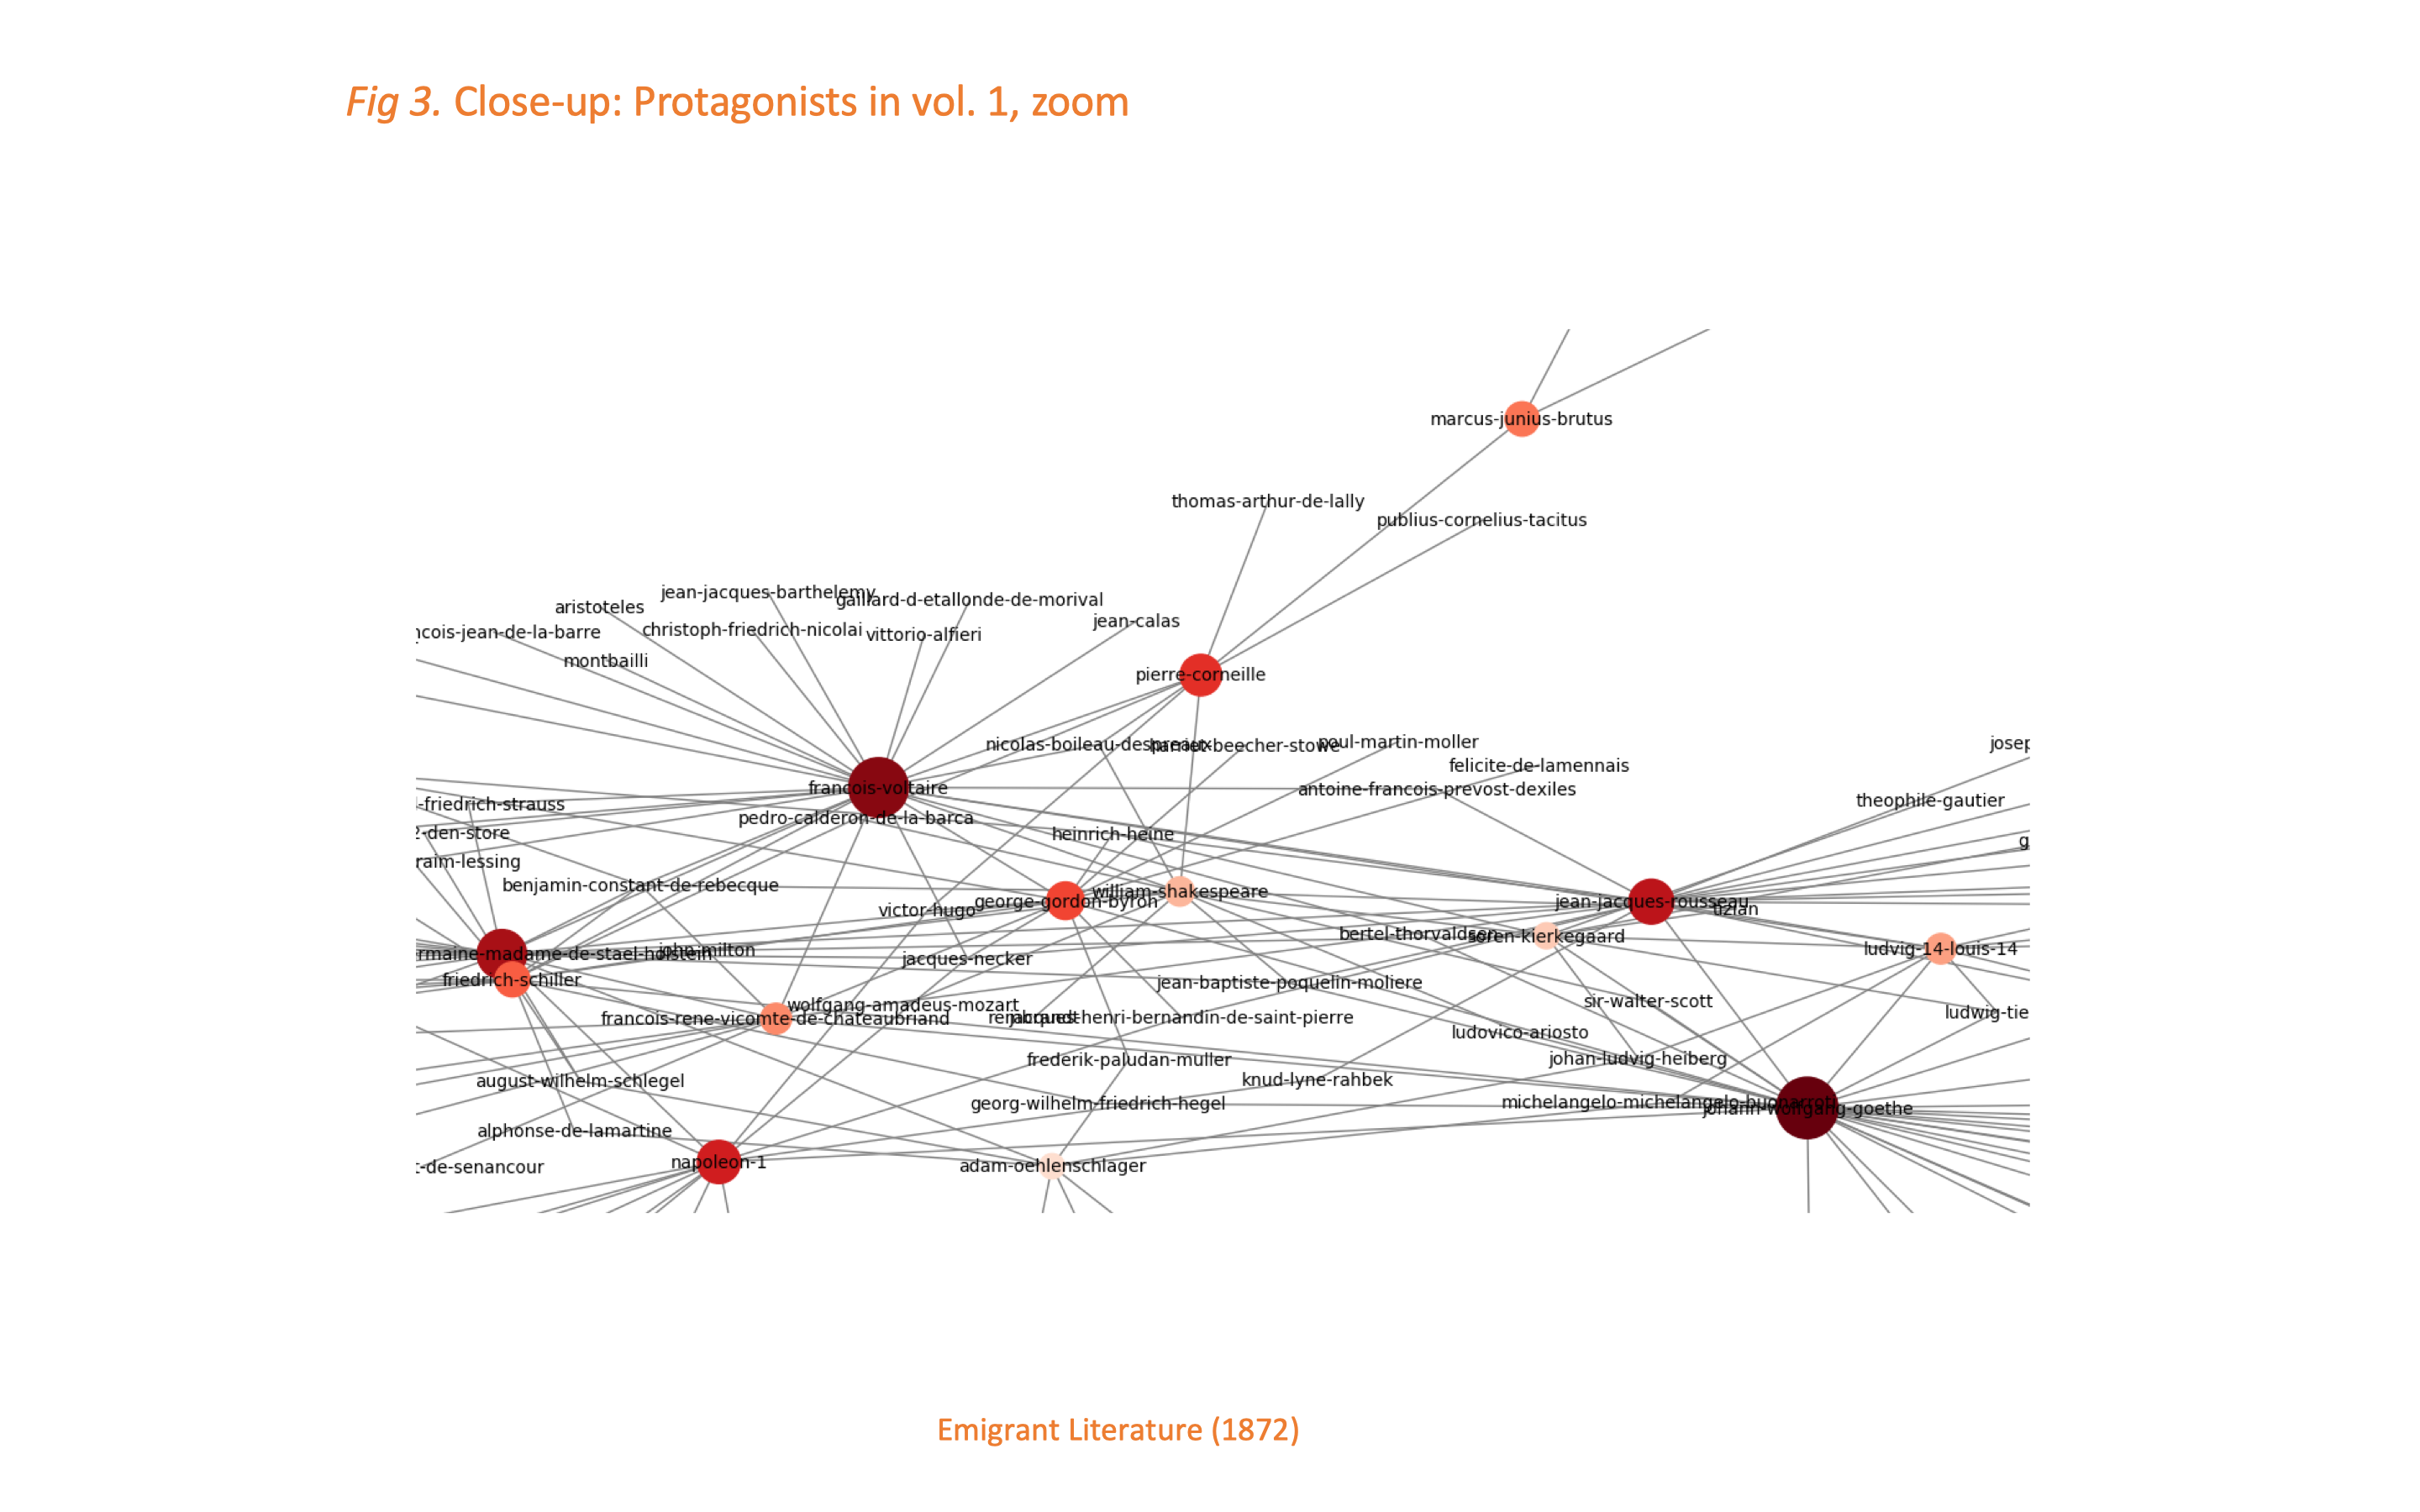 Fig 3. Close-up: Protagonists in vol. 1, zoom
marcus-junius-brutus
thomas-arthur-de-lally
publius-cornelius-tacitus
jean-jacques-barthelemy
gaillard-d-etallonde-de-morival
aristoteles
jean-calas
ncois-jean-de-la-barre
christoph-friedrich-nicolai
vittorio-alfieri
montbailli
pierre-corneille
nicolas-boileau-despreaux
harriet-beecher-stowe
poul-martin-moller
josep
felicite-de-lamennais
francois-voltaire
antoine-francois-prevost-dexiles
theophile-gautier
-friedrich-strauss
pedro-calderon-de-la-barca
2-den-store
heinrich-heine
g
raim-lessing
benjamin-constant-de-rebecque
william-shakespeare
victor-hugo
george-gordon-byron
jean-jacques-rousseau
tizian
bertel-thorvaldsen
soren-kierkegaard
ludvig-14-louis-14
rmaine-madame-de-stael-holstein
john-milton
jacques-necker
friedrich-schiller
jean-baptiste-poquelin-moliere
wolfgang-amadeus-mozart
sir-walter-scott
ludwig-tie
francois-rene-vicomte-de-chateaubriand
rembrandt
jacques-henri-bernandin-de-saint-pierre
ludovico-ariosto
frederik-paludan-muller
johan-ludvig-heiberg
august-wilhelm-schlegel
knud-lyne-rahbek
georg-wilhelm-friedrich-hegel
michelangelo-michelangelo-buonarroti
johann-wolfgang-goethe
alphonse-de-lamartine
napoleon-1
adam-oehlenschlager
t-de-senancour
Emigrant Literature (1872)